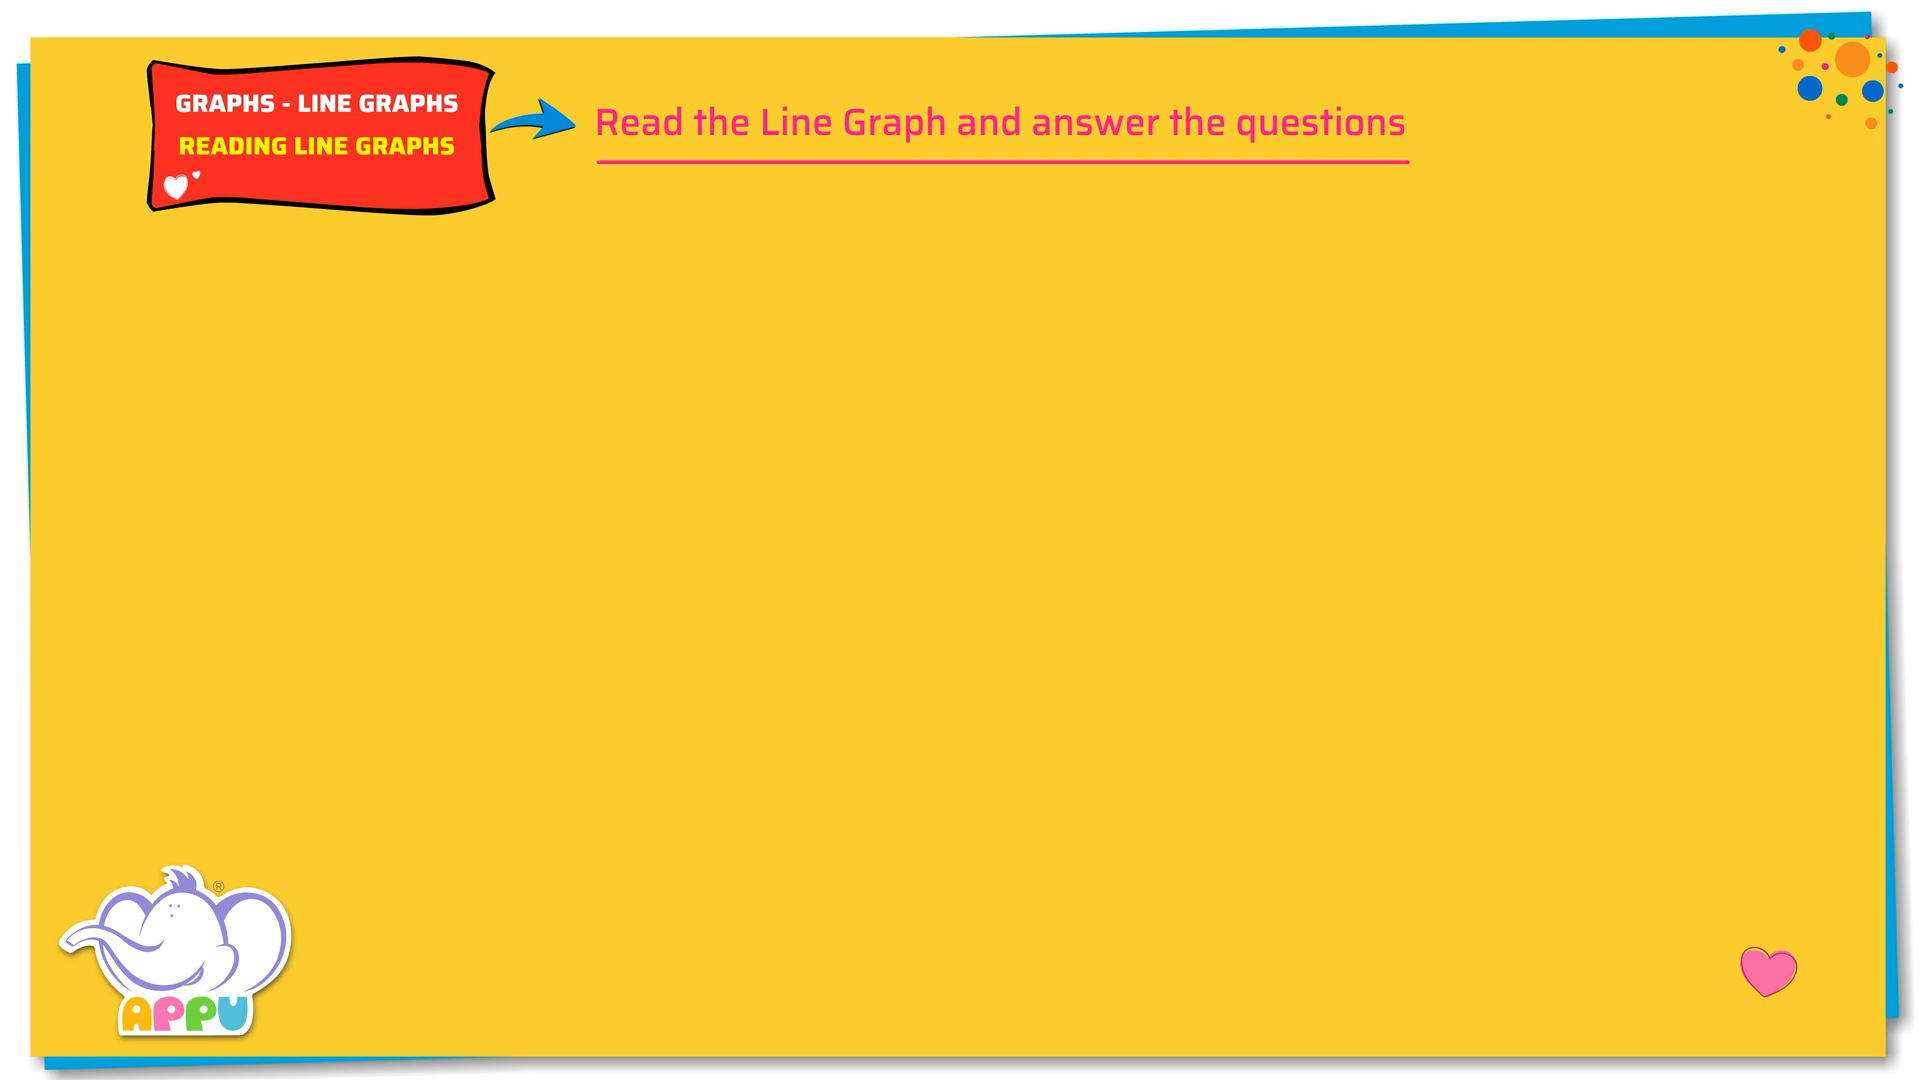 GRAPHS - LINE GRAPHS
READING LINE GRAPHS
Read the Line Graph and answer the questions
®
APPU